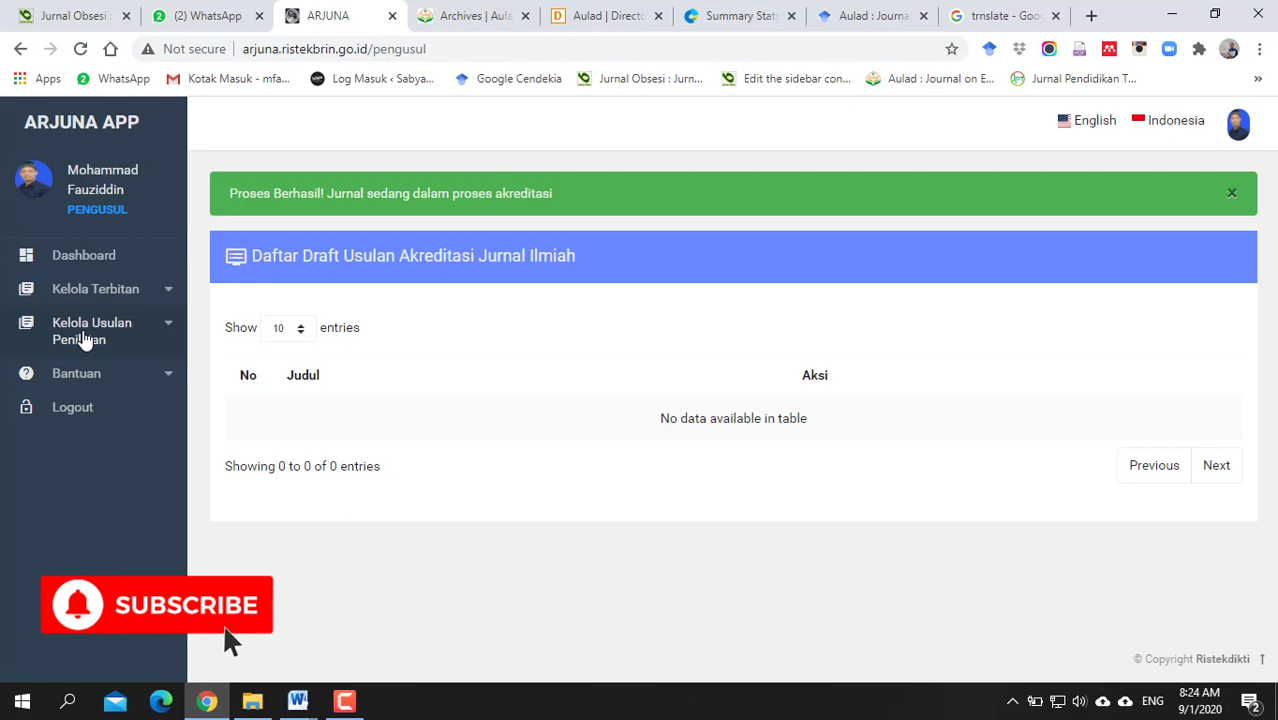 Jurnal Obsesi : Jurn
(2) WhatsApp
ARJUNA
Archives | Aula
Aulad | Direct
Summary Stat
Aulad : Journa
trnslate - Goo
Not secure
arjuna.ristekbrin.go.id/pengusul
Apps
WhatsApp
Kotak Masuk - mfa...
Log Masuk ‹ Sabya...
Google Cendekia
Jurnal Obsesi : Jurn...
Edit the sidebar con...
Aulad : Journal on E...
Jurnal Pendidikan T...
»
ARJUNA APP
English
Indonesia
Mohammad
Fauziddin
PENGUSUL
Proses Berhasil! Jurnal sedang dalam proses akreditasi
×
Dashboard
Daftar Draft Usulan Akreditasi Jurnal Ilmiah
Kelola Terbitan
Kelola Usulan
Penilaian
Show 10 entries
Bantuan
No Judul Aksi
Logout
No data available in table
Showing 0 to 0 of 0 entries
Previous
Next
SUBSCRIBE
© Copyright Ristekdikti
ENG
8:24 AM
9/1/2020
2